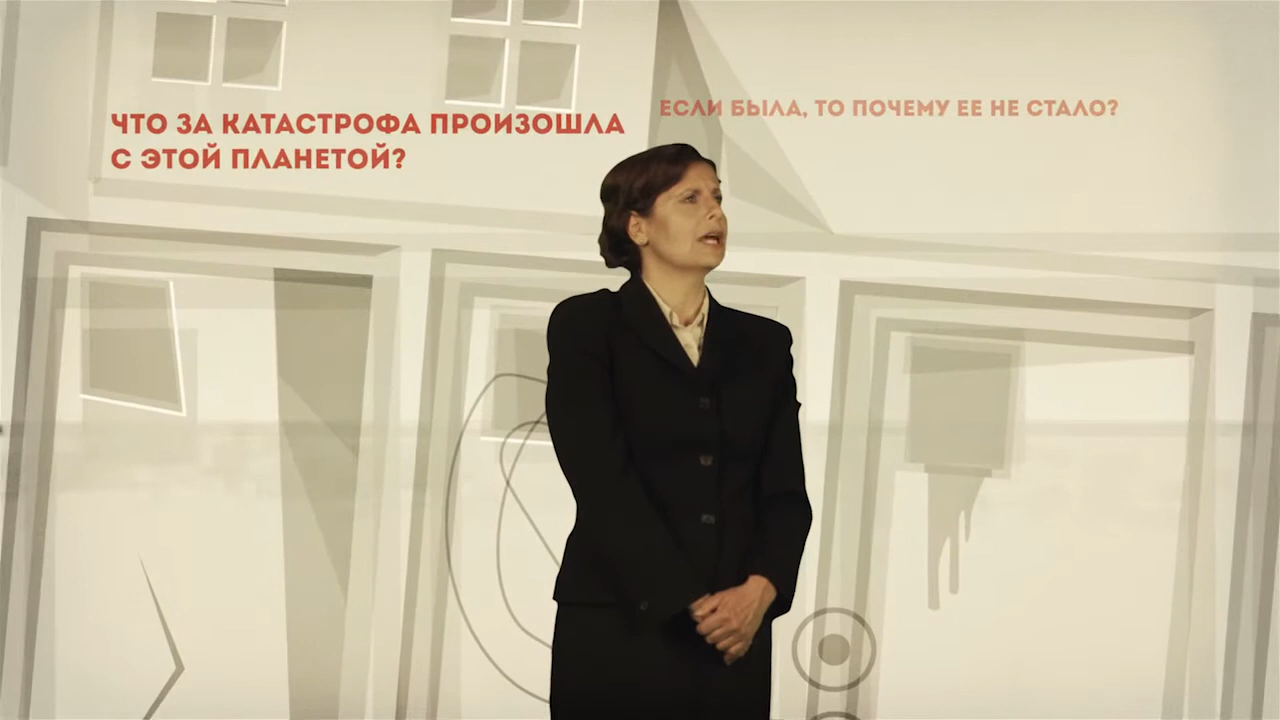 ЧТО ЗА КАТАСТРОФА ПРОИЗОШЛА
С ЭТОЙ ПЛАНЕТОЙ?
ЕСЛИ БЫЛА, ТО ПОЧЕМУ ЕЕ НЕ СТАЛО?